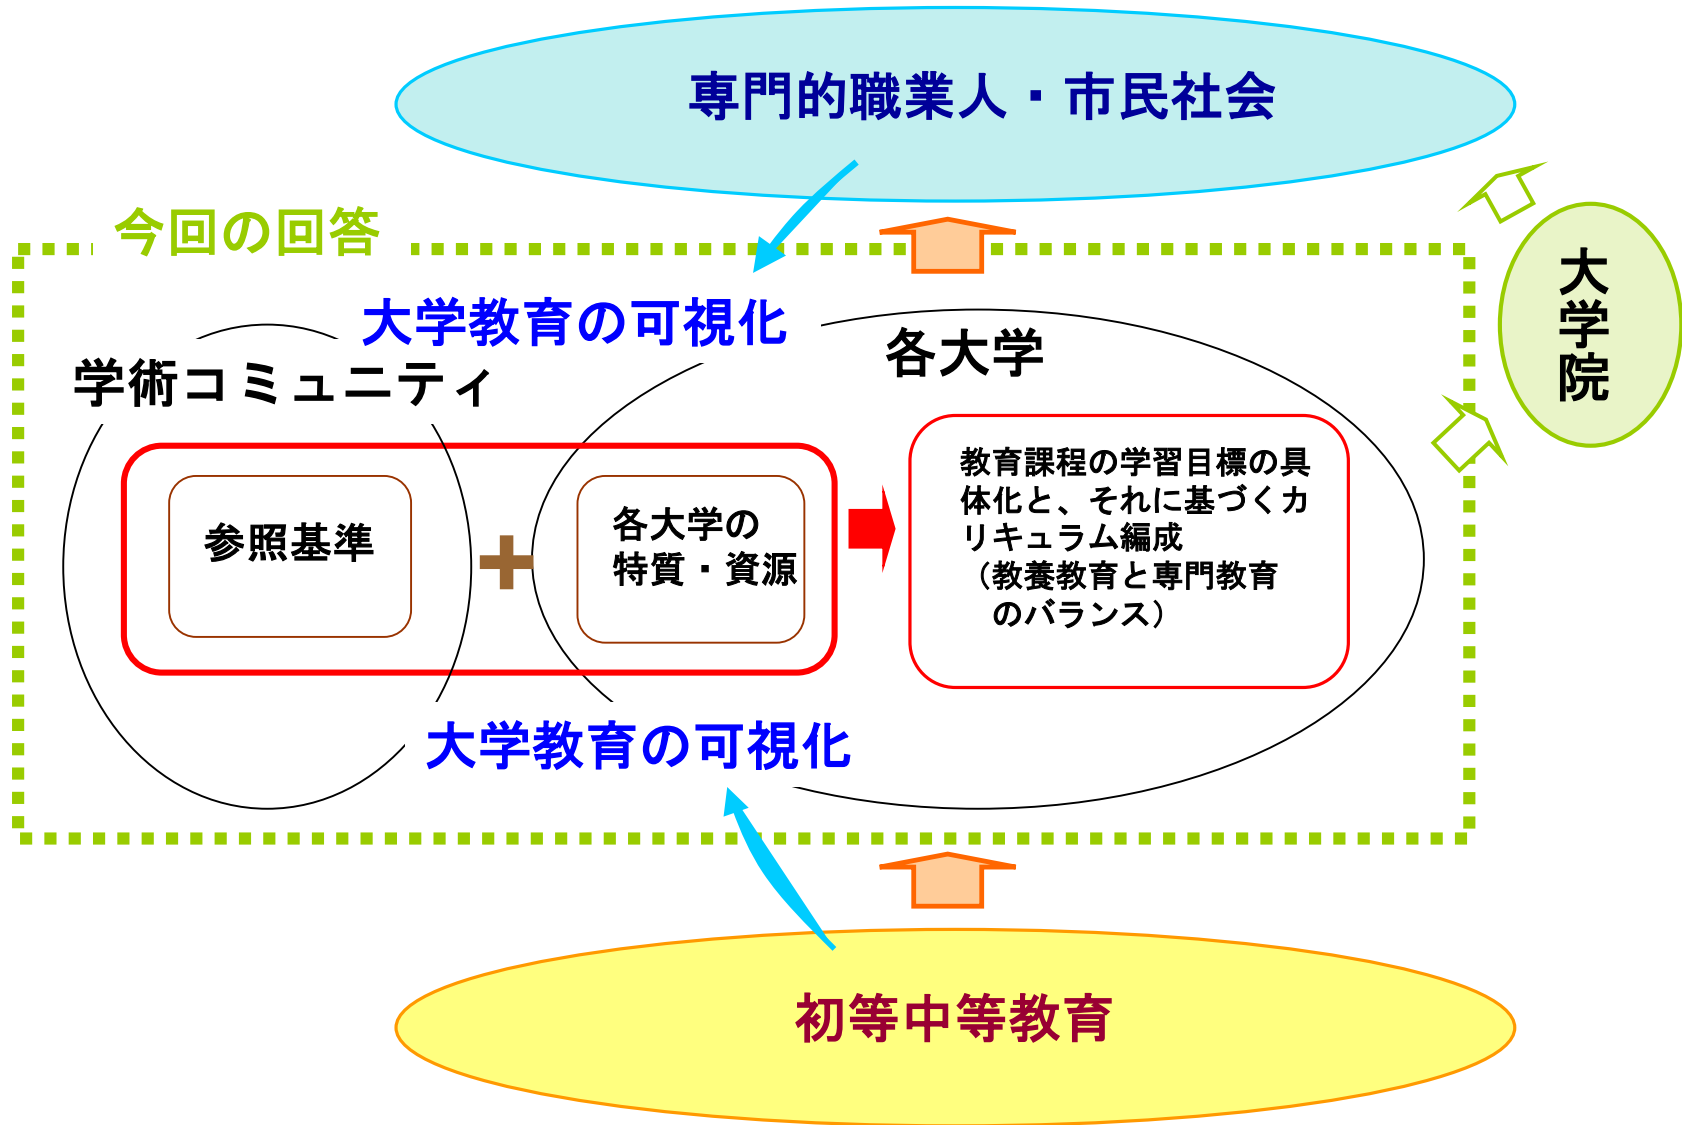 専門的職業人・市民社会
今回の回答
大学院
大学教育の可視化
各大学
学術コミュニティ
参照基準
各大学の
特質・資源
教育課程の学習目標の具
体化と、それに基づくカ
リキュラム編成
（教養教育と専門教育
のバランス）
大学教育の可視化
初等中等教育